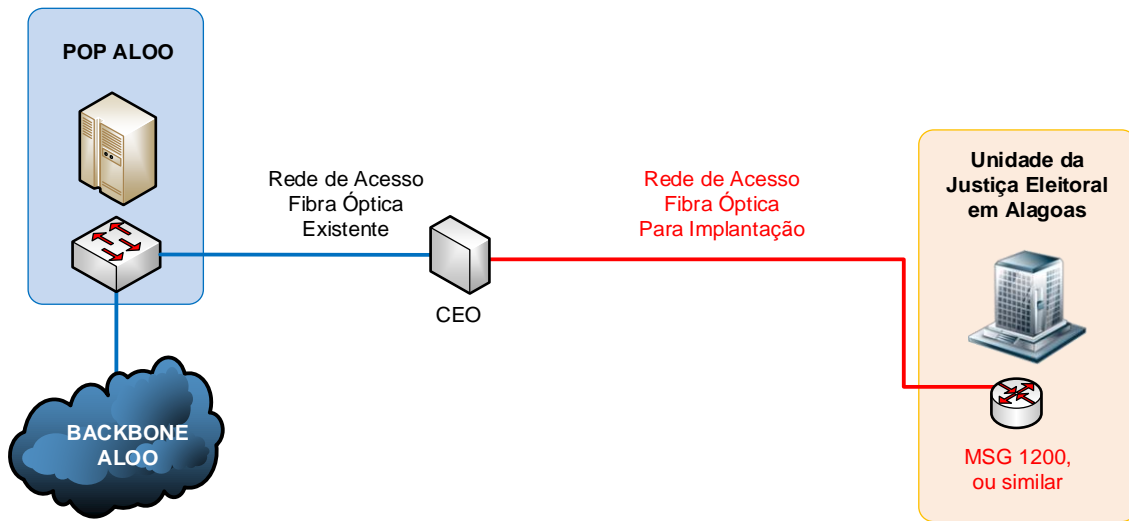 POP ALOO
Rede de Acesso
Fibra Óptica
Existente
CEO
Rede de Acesso
Fibra Óptica
Para Implantação
BACKBONE
ALOO
Unidade da
Justiça Eleitoral
em Alagoas
MSG 1200,
ou similar